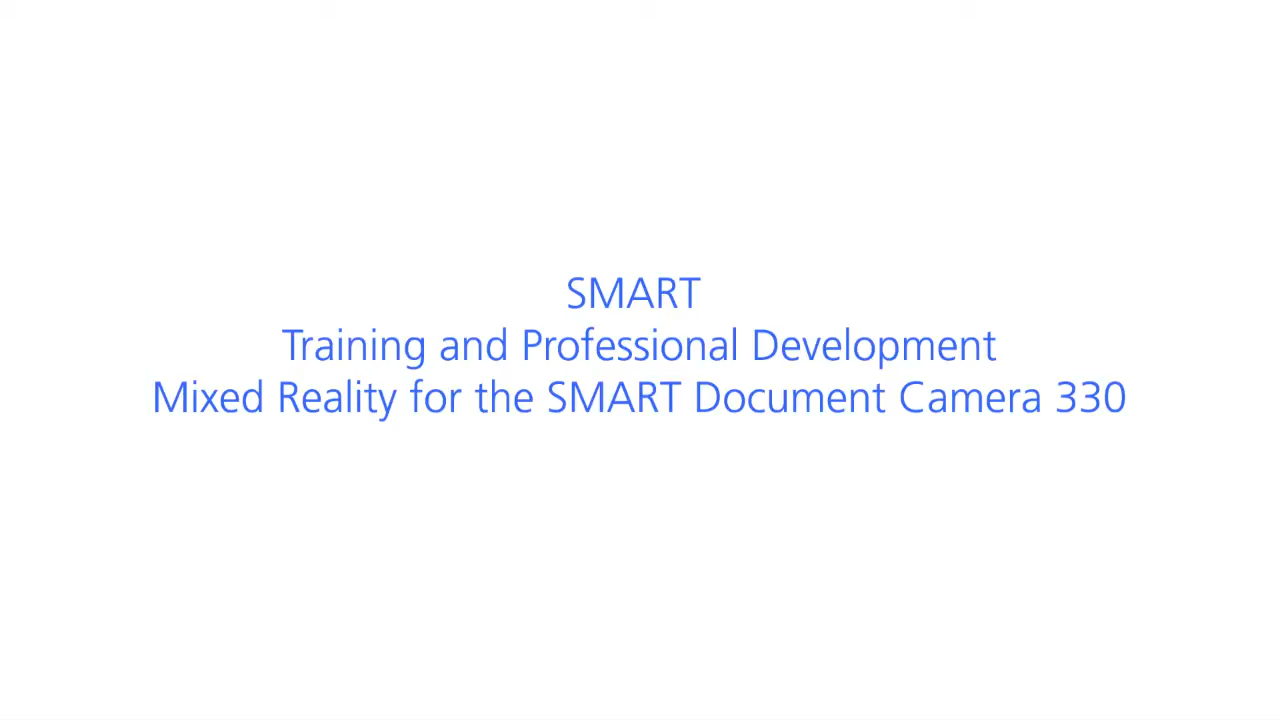 SMART
Training and Professional Development
Mixed Reality for the SMART Document Camera 330